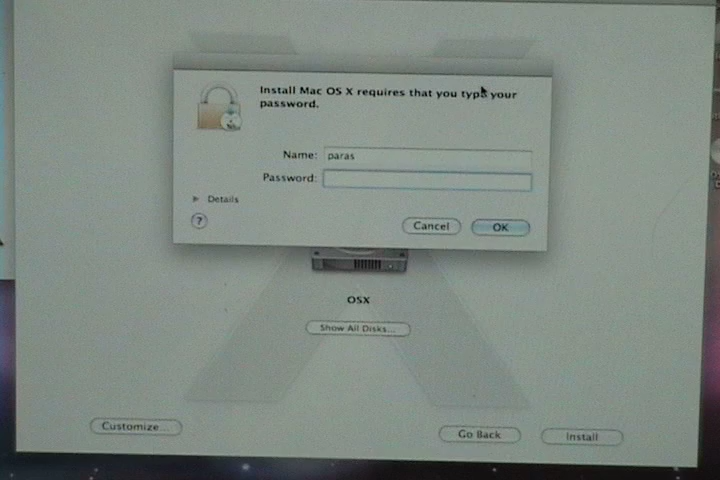 Install Mac OS X requires that you type your
password.
Name: paras
Password:
Details
?
Cancel OK
OSX
Show All Disks...
Customize...
Go Back Install